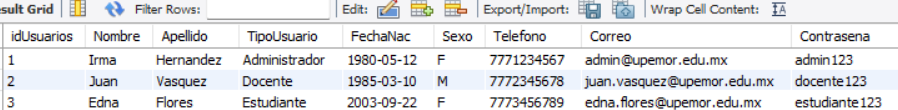 sult Grid Filter Rows: Edit: Export/Import: Wrap Cell Content: IA
idUsuarios Nombre Apellido TipoUsuario FechaNac Sexo Telefono Correo Contrasena
1 Irma Hernandez Administrador 1980-05-12 F 7771234567 admin@upemor.edu.mx admin123
2 Juan Vasquez Docente 1985-03-10 M 7772345678 juan.vasquez@upemor.edu.mx docente123
3 Edna Flores Estudiante 2003-09-22 F 7773456789 edna.flores@upemor.edu.mx estudiante123